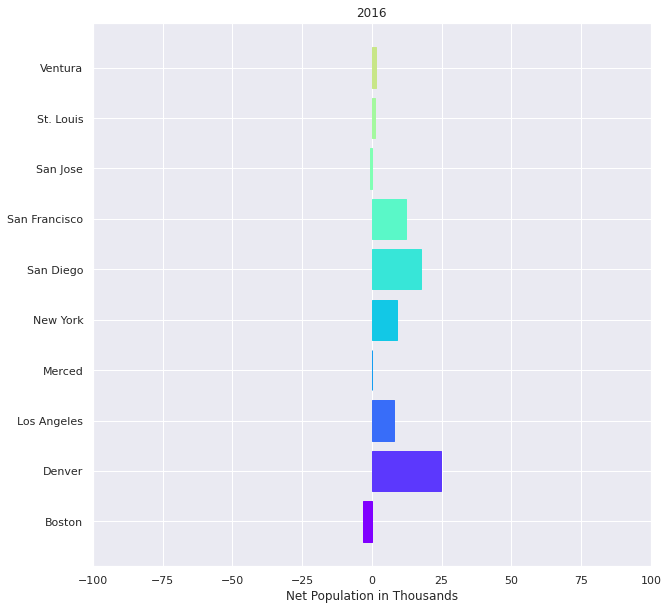 2016
Ventura
St. Louis
San Jose
San Francisco
San Diego
New York
Merced
Los Angeles
Denver
Boston
−100 −75 −50 −25 0 25 50 75 100
Net Population in Thousands